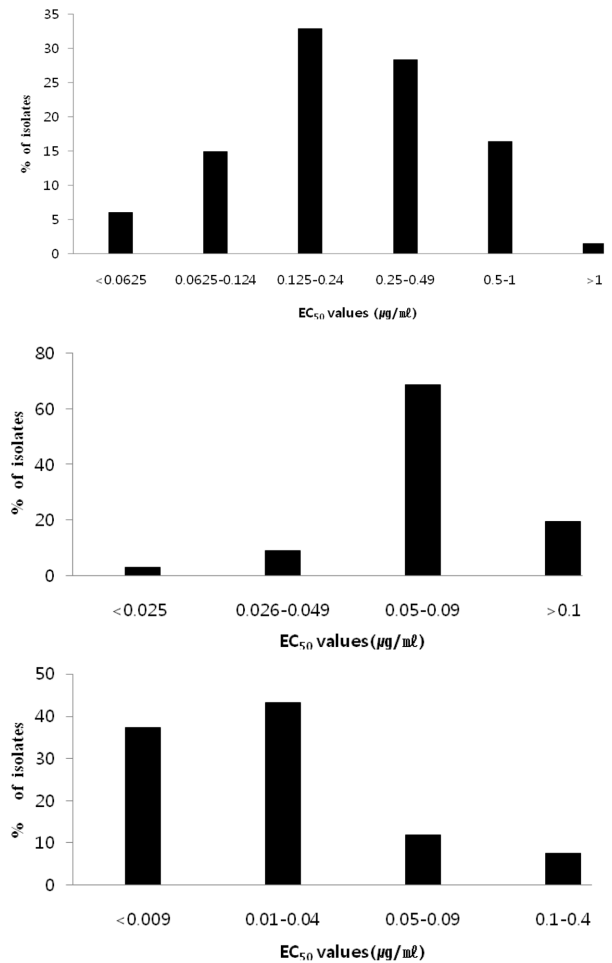 35
30
25
20
15
10
5
0
% of isolates
<0.0625 0.0625-0.124 0.125-0.24 0.25-0.49 0.5-1 >1
EC50 values (μg/㎖)
80
60
40
20
0
% of isolates
<0.025 0.026-0.049 0.05-0.09 >0.1
EC50 values(μg/㎖)
50
40
30
20
10
0
% of isolates
<0.009 0.01-0.04 0.05-0.09 0.1-0.4
EC50 values(μg/㎖)